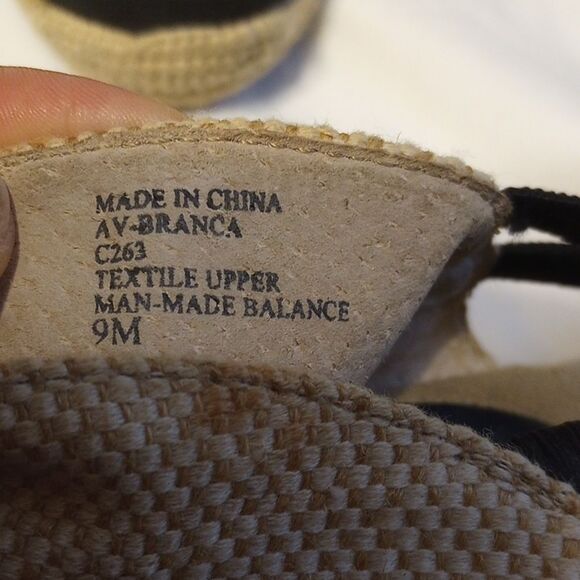 MADE IN CHINA
AV-BRANCA
C263
TEXTILE UPPER
MAN-MADE BALANCE
9M